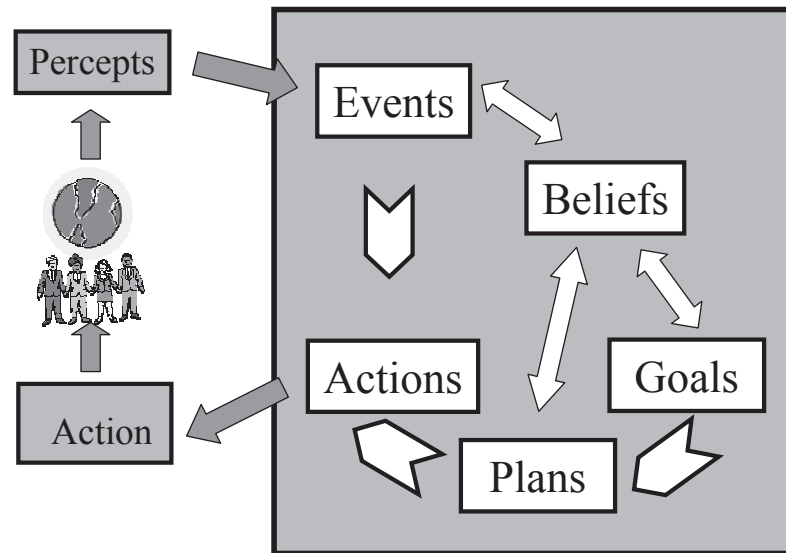 Percepts
Events
Beliefs
Actions
Goals
Action
Plans